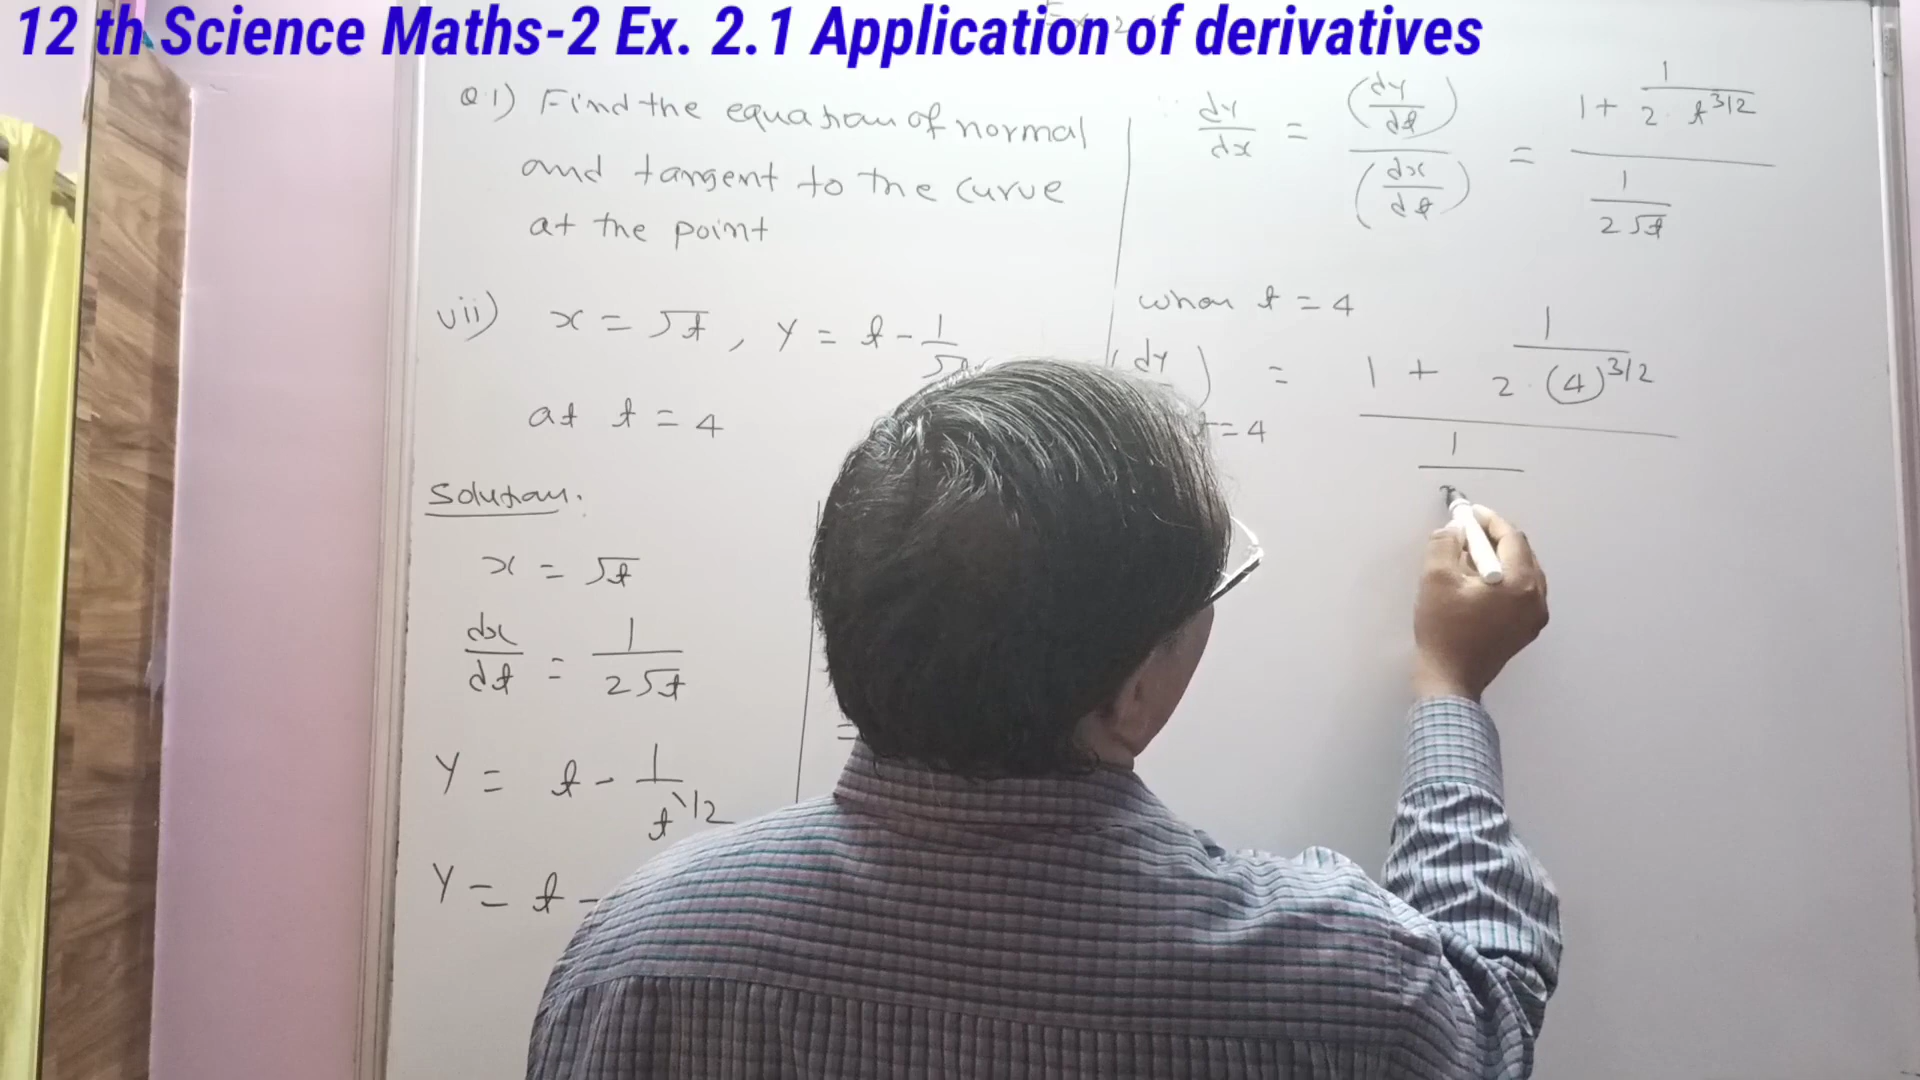 12 th Science Maths-2 Ex. 2.1 Application of derivatives
Q.1) Find the equation of normal
and tangent to the curve
at the point
vii) x = √t , y = t - 1/√t
at t = 4
Solution:
x = √t
dx/dt = 1/(2√t)
y = t - 1/t^1/2
y = t -
=
dy/dx = (dy/dt)/(dx/dt) = (1 + 1/(2·t^3/2))/(1/(2√t))
when t = 4
(dy )t=4 = (1 + 1/(2·(4)^3/2))/(1/